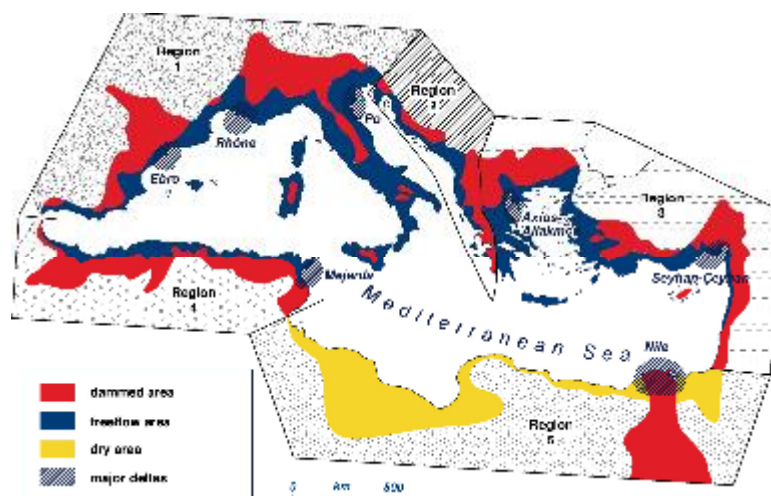 Region
1
Region
2
Po
Rhône
Ebro
Axios-
Aliakmon
Region
3
Seyhan-Ceyhan
Mejerda
Region
4
Mediterranean Sea
Nile
dammed area
freeflow area
dry area
major deltas
Region
5
0 km 500